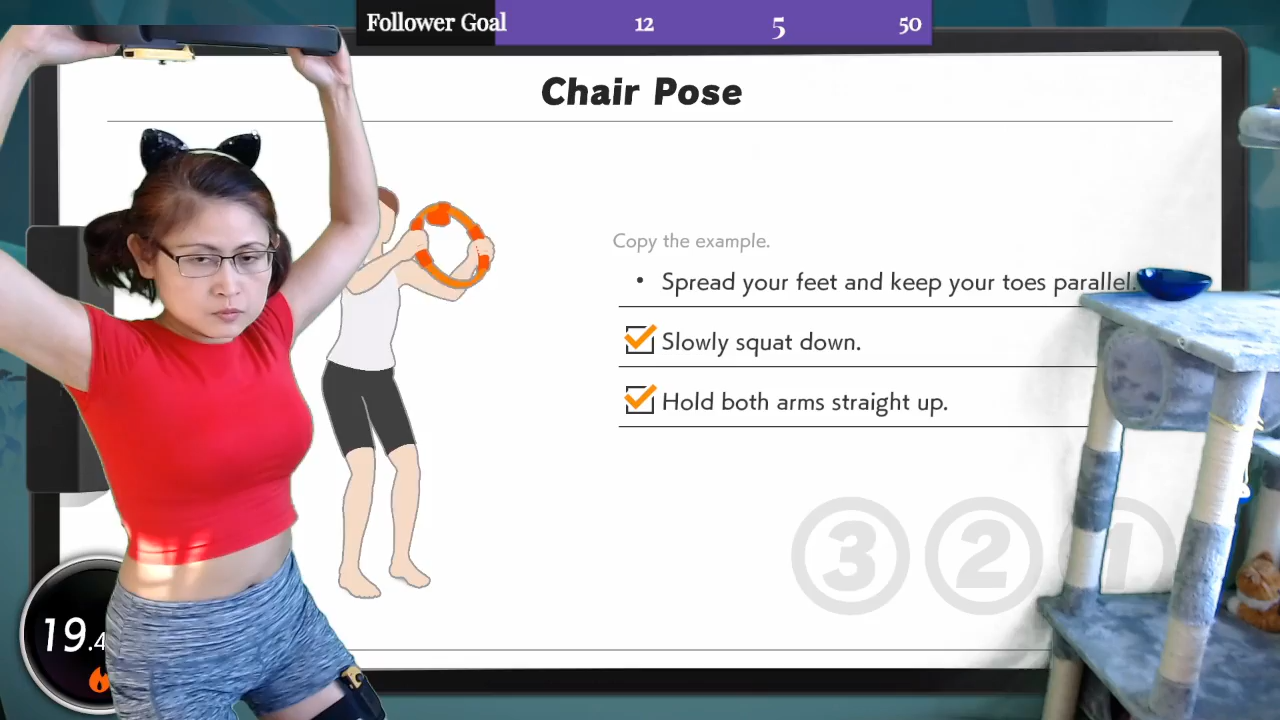 Follower Goal 12 5 50
Chair Pose
Copy the example.
• Spread your feet and keep your toes parallel.
Slowly squat down.
Hold both arms straight up.
3 2 1
19.4